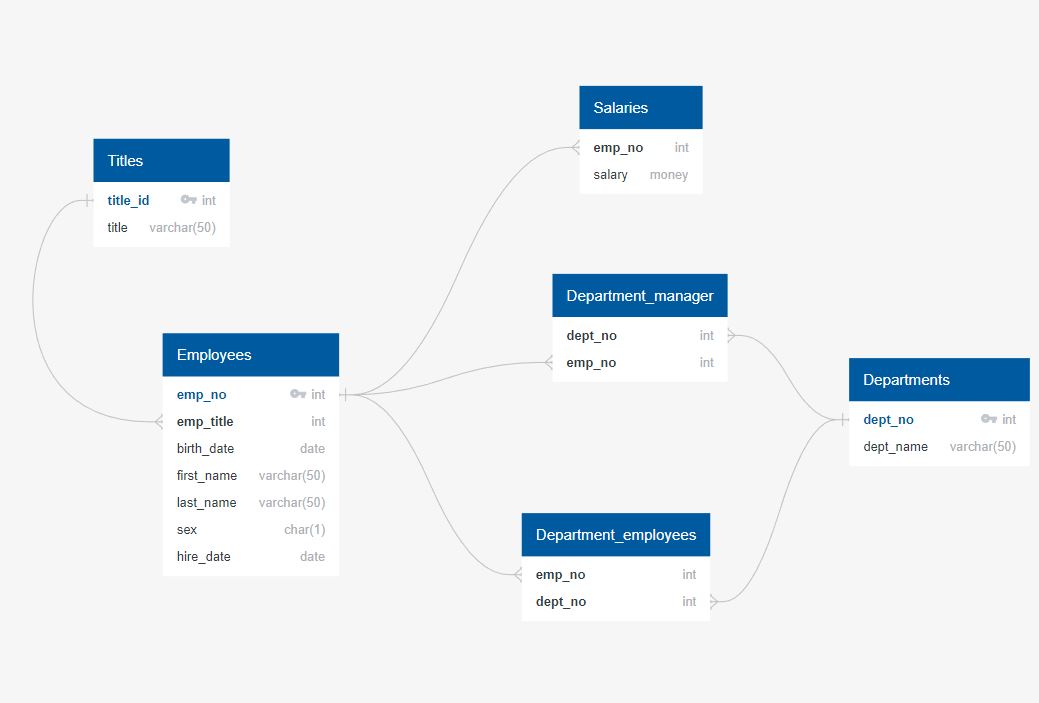 Titles
title_id int
title varchar(50)
Employees
emp_no int
emp_title int
birth_date date
first_name varchar(50)
last_name varchar(50)
sex char(1)
hire_date date
Salaries
emp_no int
salary money
Department_manager
dept_no int
emp_no int
Department_employees
emp_no int
dept_no int
Departments
dept_no int
dept_name varchar(50)